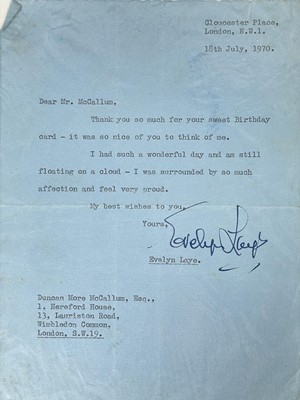 Gloucester Place,
London, N.W.1.
18th July, 1970.
Dear Mr. McCallum,
Thank you so much for your sweet Birthday
card - it was so nice of you to think of me.
I had such a wonderful day and am still
floating on a cloud - I was surrounded by so much
affection and feel very proud.
My best wishes to you,
Yours,
Evelyn Laye
Evelyn Laye.
Duncan More McCallum, Esq.,
1, Hereford House,
13, Lauriston Road,
Wimbledon Common,
London, S.W.19.